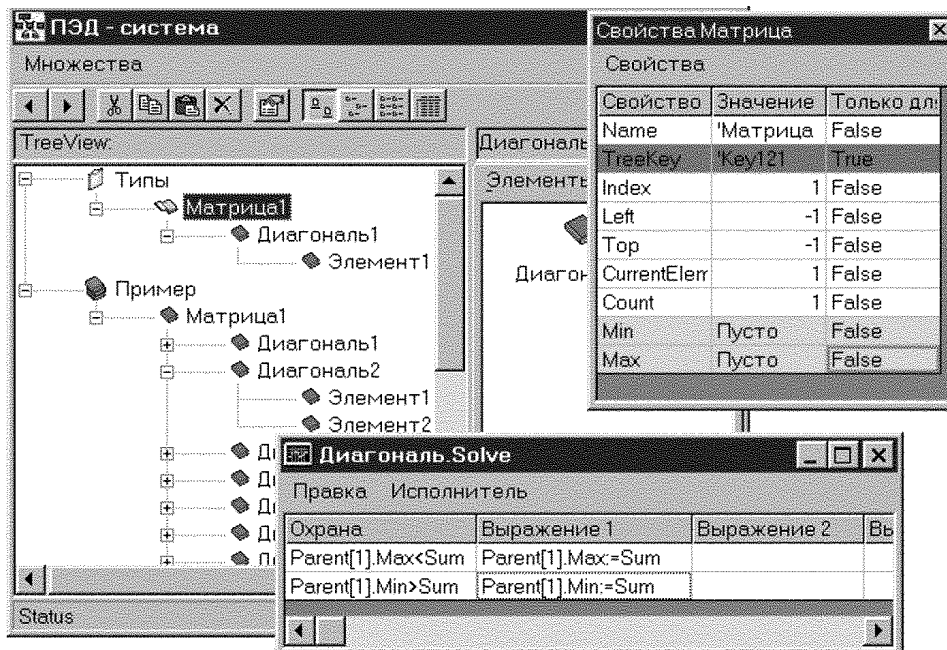 ПЭД - система
Множества
TreeView:
Диагональ
Элементы
Типы
Матрица1
Диагональ1
Элемент1
Пример
Матрица1
Диагональ1
Диагональ2
Элемент1
Элемент2
Диагон
Status
Свойства Матрица
Свойства
Свойство Значение Только для
Name 'Матрица False
TreeKey 'Key121 True
Index 1 False
Left -1 False
Top -1 False
CurrentElem 1 False
Count 1 False
Min Пусто False
Max Пусто False
Диагональ.Solve
Правка Исполнитель
Охрана Выражение 1 Выражение 2 Вы
Parent[1].Max<Sum Parent[1].Max:=Sum
Parent[1].Min>Sum Parent[1].Min:=Sum